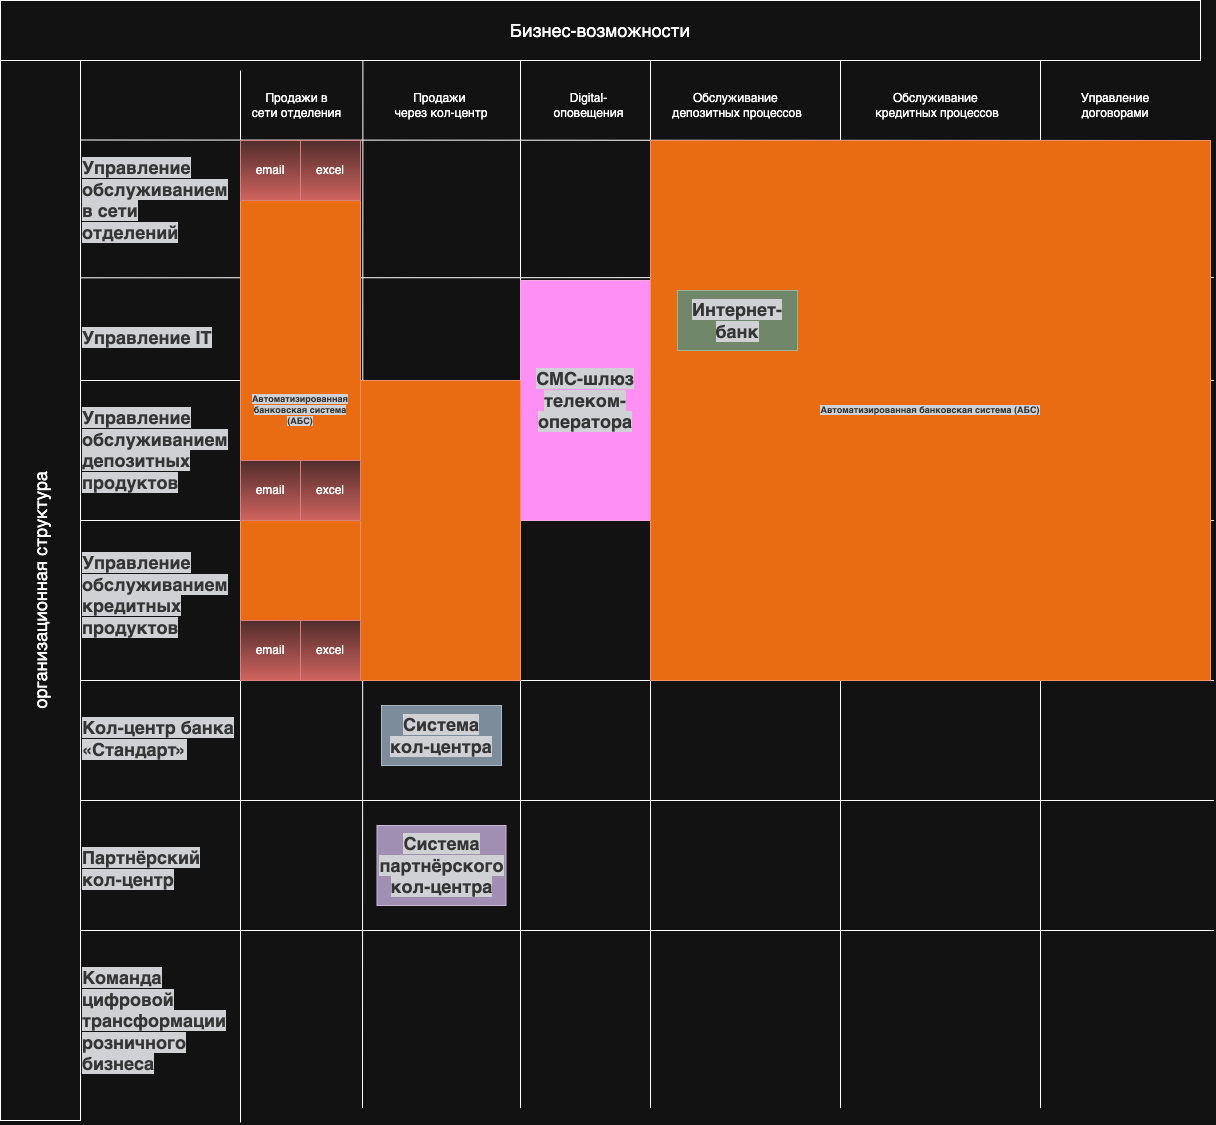 Бизнес-возможности
Продажи в
сети отделения
Продажи
через кол-центр
Digital-
оповещения
Обслуживание
депозитных процессов
Обслуживание
кредитных процессов
Управление
договорами
организационная структура
Управление
обслуживанием
в сети
отделений
email
excel
Управление IT
Интернет-
банк
СМС-шлюз
телеком-
оператора
Автоматизированная
банковская система
(АБС)
Автоматизированная банковская система (АБС)
Управление
обслуживанием
депозитных
продуктов
email
excel
Управление
обслуживанием
кредитных
продуктов
email
excel
Кол-центр банка
«Стандарт»
Система
кол-центра
Партнёрский
кол-центр
Система
партнёрского
кол-центра
Команда
цифровой
трансформации
розничного
бизнеса